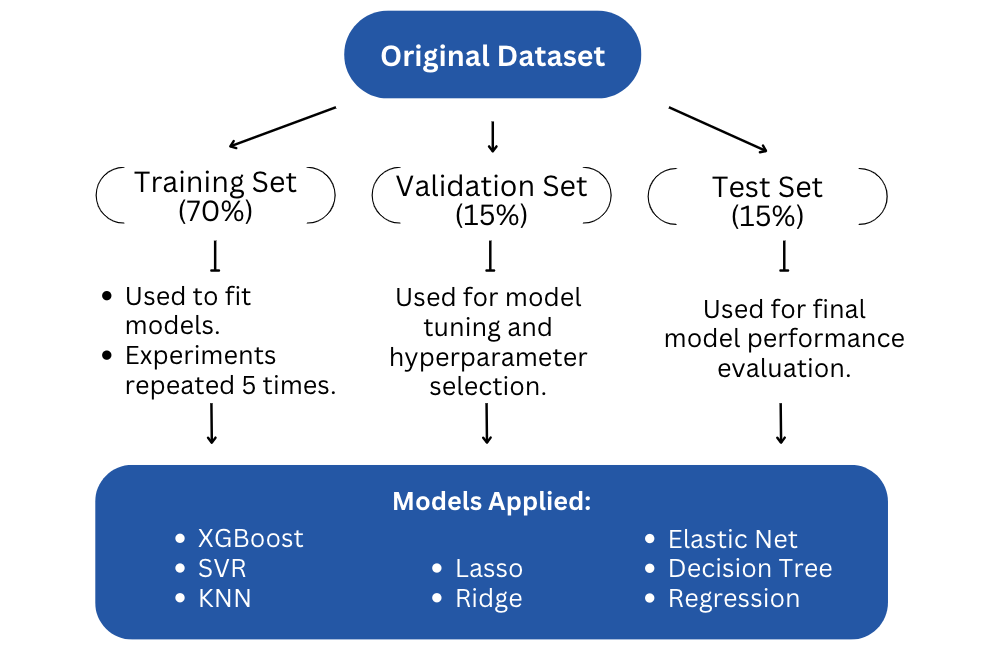 Original Dataset
Training Set
(70%)
Validation Set
(15%)
Test Set
(15%)
• Used to fit
models.
• Experiments
repeated 5 times.
Used for model
tuning and
hyperparameter
selection.
Used for final
model performance
evaluation.
Models Applied:
• XGBoost
• SVR
• KNN
• Lasso
• Ridge
• Elastic Net
• Decision Tree
• Regression